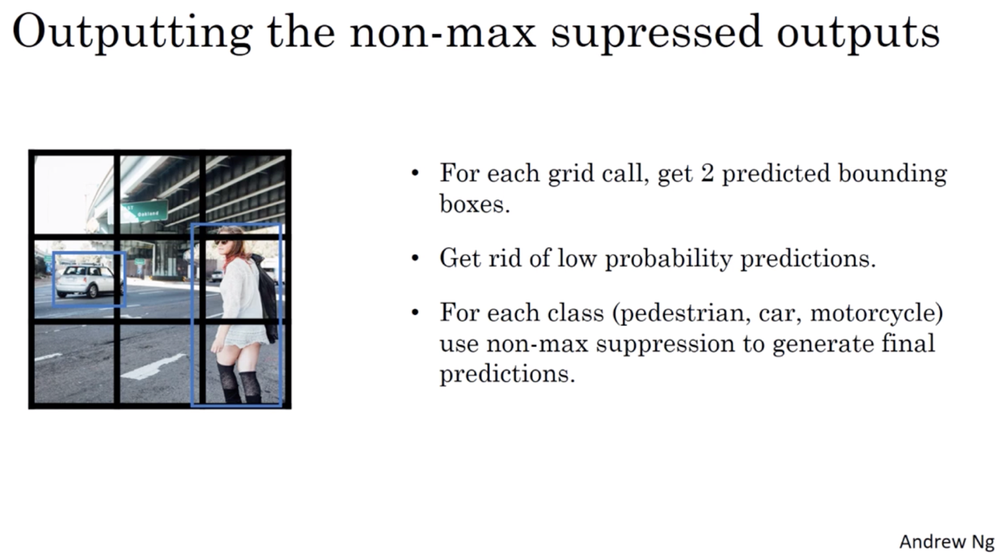 Outputting the non-max supressed outputs
ST
Oakland
• For each grid call, get 2 predicted bounding
boxes.
• Get rid of low probability predictions.
• For each class (pedestrian, car, motorcycle)
use non-max suppression to generate final
predictions.
Andrew Ng